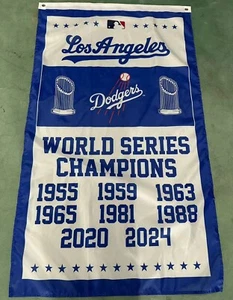 Los Angeles
Dodgers
WORLD SERIES
CHAMPIONS
1955 1959 1963
1965 1981 1988
2020 2024